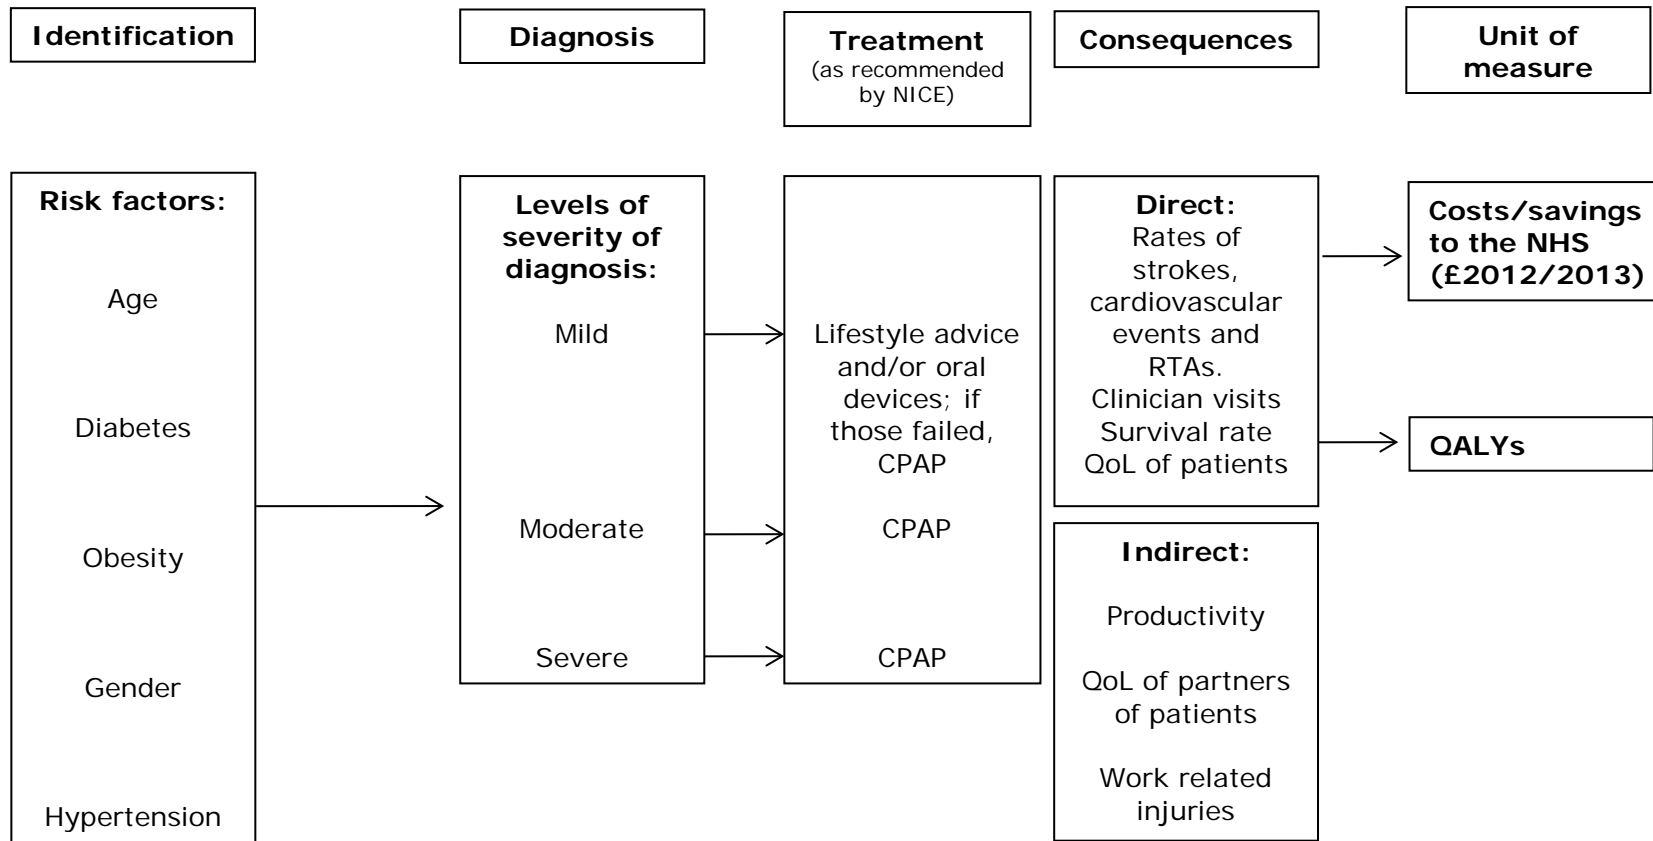 Identification
Diagnosis
Treatment
(as recommended
by NICE)
Consequences
Unit of
measure
Risk factors:
Age
Diabetes
Obesity
Gender
Hypertension
Levels of
severity of
diagnosis:
Mild
Moderate
Severe
Lifestyle advice
and/or oral
devices; if
those failed,
CPAP
CPAP
CPAP
Direct:
Rates of
strokes,
cardiovascular
events and
RTAs.
Clinician visits
Survival rate
QoL of patients
Indirect:
Productivity
QoL of partners
of patients
Work related
injuries
Costs/savings
to the NHS
(£2012/2013)
QALYs